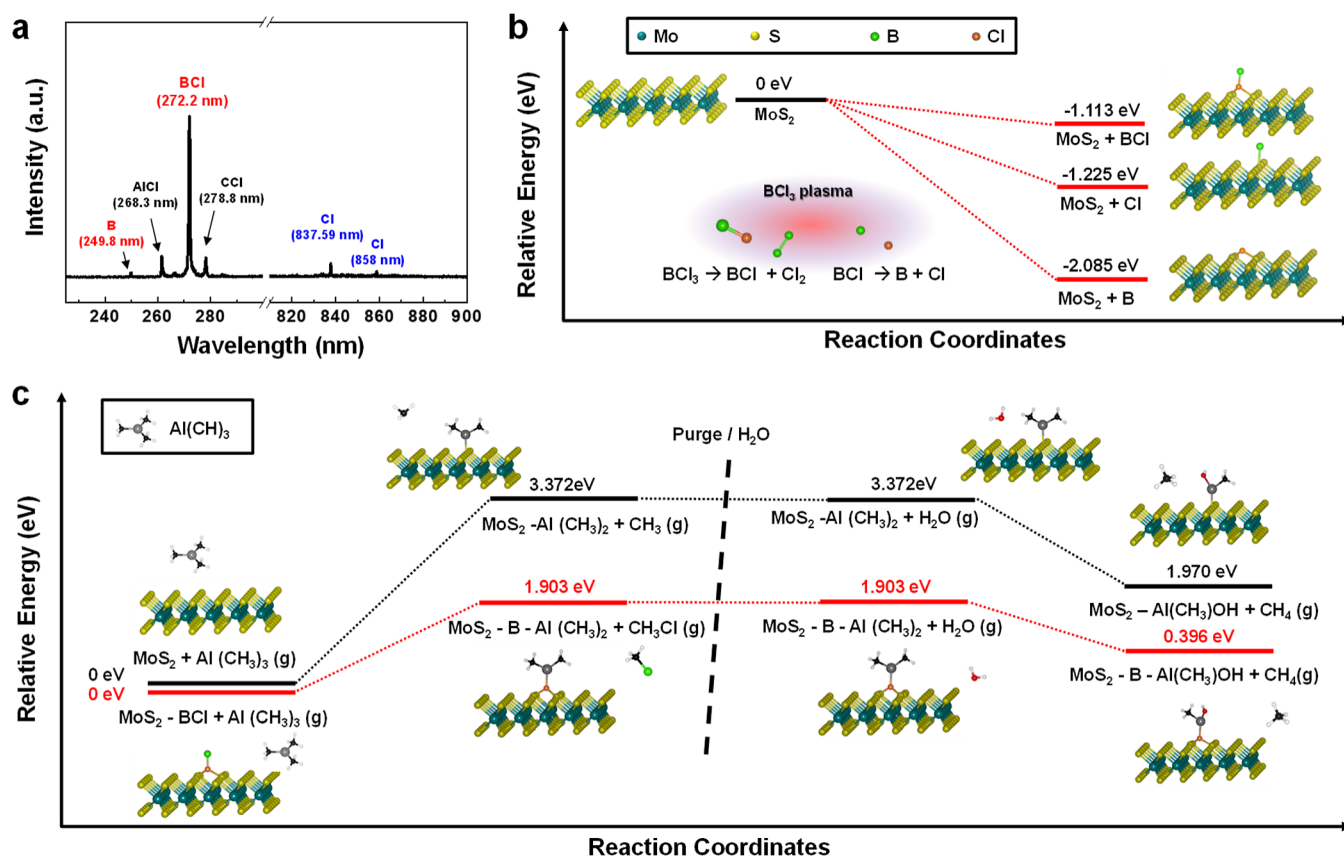 a
Intensity (a.u.)
BCl
(272.2 nm)
AlCl
(268.3 nm)
CCl
(278.8 nm)
B
(249.8 nm)
Cl
(837.59 nm)
Cl
(858 nm)
240 260 280 820 840 860 900
Wavelength (nm)
b
Mo S B Cl
Relative Energy (eV)
0 eV
MoS₂
-1.113 eV
MoS₂ + BCl
-1.225 eV
MoS₂ + Cl
-2.085 eV
MoS₂ + B
BCl₃ plasma
BCl₃ → BCl + Cl₂ BCl → B + Cl
Reaction Coordinates
c
Al(CH)₃
Relative Energy (eV)
Purge / H₂O
3.372eV
MoS₂ -Al (CH₃)₂ + CH₃ (g)
3.372 eV
MoS₂ -Al (CH₃)₂ + H₂O (g)
1.970 eV
MoS₂ – Al(CH₃)OH + CH₄ (g)
1.903 eV
MoS₂ - B - Al (CH₃)₂ + CH₃Cl (g)
1.903 eV
MoS₂ - B - Al (CH₃)₂ + H₂O (g)
0.396 eV
MoS₂ - B - Al(CH₃)OH + CH₄(g)
MoS₂ + Al (CH₃)₃ (g)
0 eV
0 eV
MoS₂ - BCl + Al (CH₃)₃ (g)
Reaction Coordinates